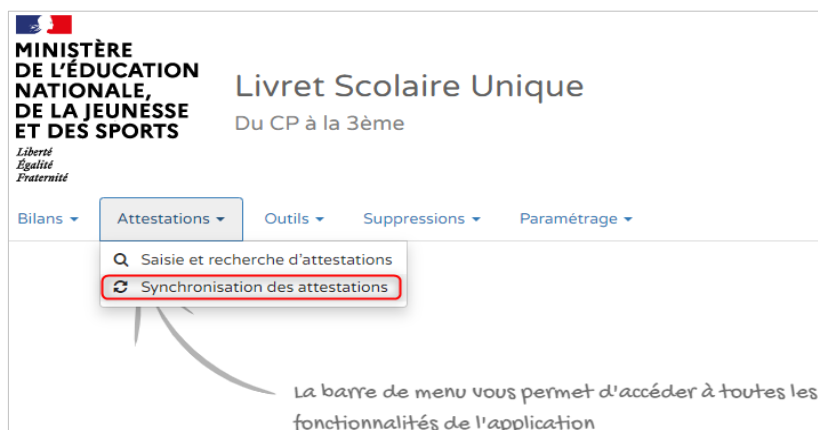 MINISTÈRE
DE L'ÉDUCATION
NATIONALE,
DE LA JEUNESSE
ET DES SPORTS
Liberté
Égalité
Fraternité
Livret Scolaire Unique
Du CP à la 3ème
Bilans Attestations Outils Suppressions Paramétrage
Saisie et recherche d'attestations
Synchronisation des attestations
La barre de menu vous permet d'accéder à toutes les
fonctionnalités de l'application